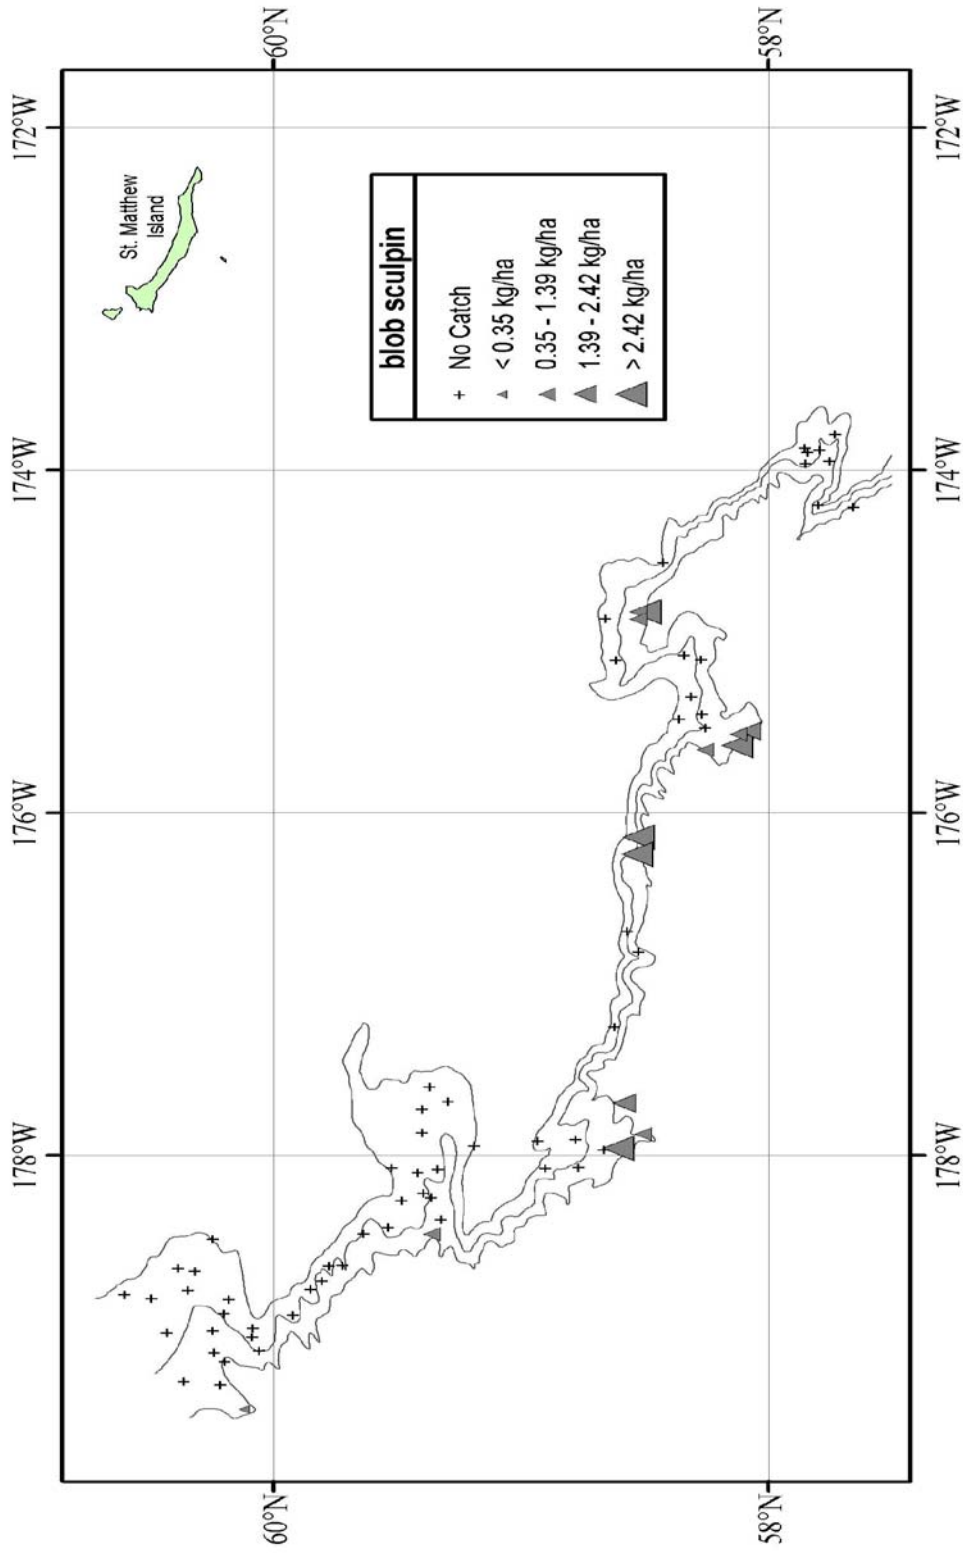 60°N
58°N
172°W
174°W
176°W
178°W
172°W
174°W
176°W
178°W
60°N
58°N
St. Matthew
Island
blob sculpin
No Catch
< 0.35 kg/ha
0.35 - 1.39 kg/ha
1.39 - 2.42 kg/ha
> 2.42 kg/ha